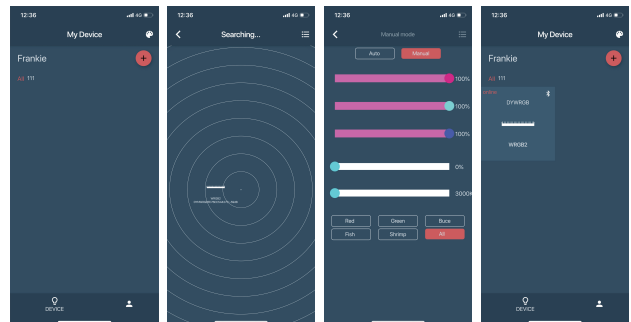 12:36
4G
My Device
Frankie
All 111
DEVICE
12:36
4G
Searching...
12:36
4G
Manual mode
Auto
Manual
100%
100%
100%
0%
3000K
Red
Green
Buce
Fish
Shrimp
All
12:36
4G
My Device
Frankie
All 111
online
DYWRGB
WRGB2
DEVICE